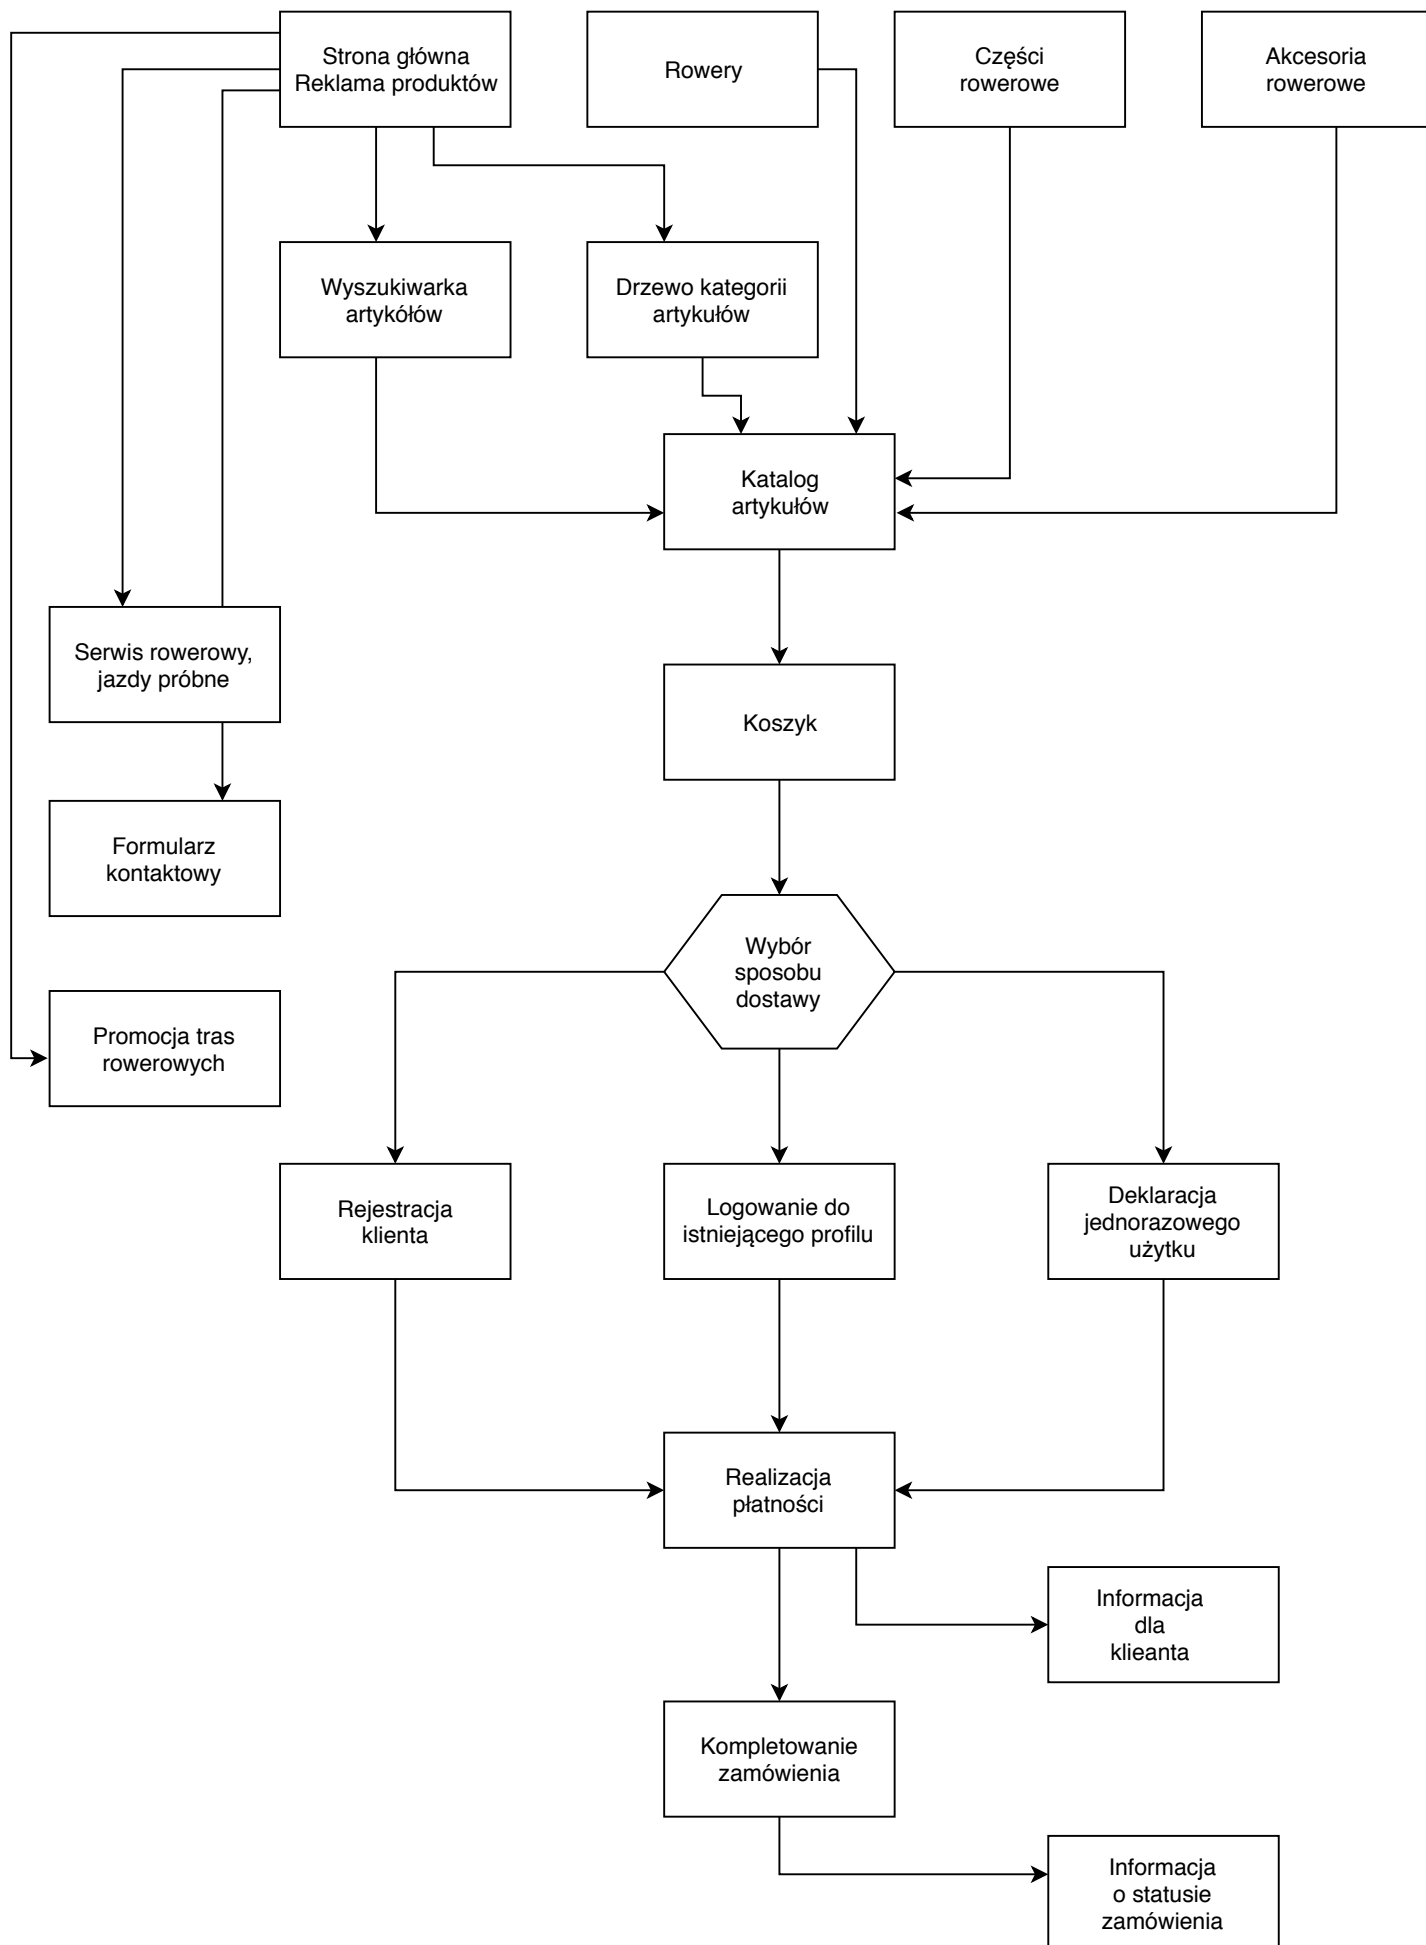 Strona główna
Reklama produktów
Rowery
Części
rowerowe
Akcesoria
rowerowe
Wyszukiwarka
artykółów
Drzewo kategorii
artykułów
Katalog
artykułów
Serwis rowerowy,
jazdy próbne
Koszyk
Formularz
kontaktowy
Wybór
sposobu
dostawy
Promocja tras
rowerowych
Rejestracja
klienta
Logowanie do
istniejącego profilu
Deklaracja
jednorazowego
użytku
Realizacja
płatności
Informacja
dla
klieanta
Kompletowanie
zamówienia
Informacja
o statusie
zamówienia